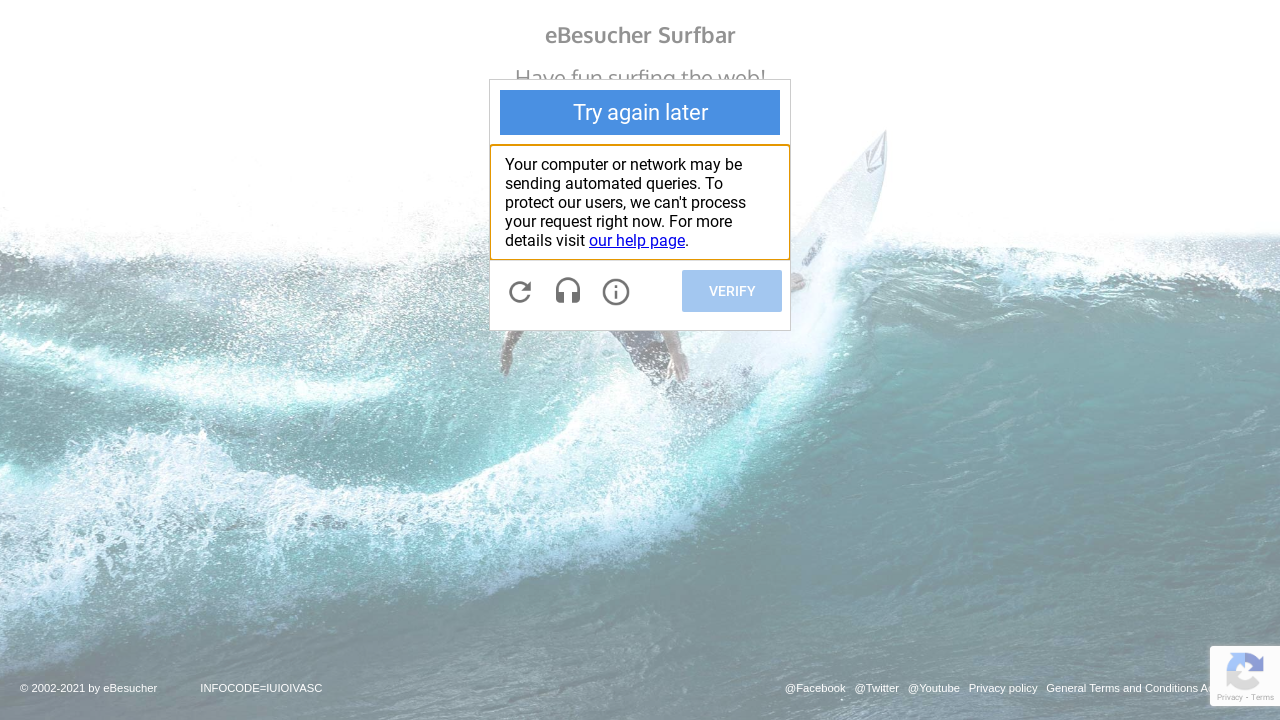 eBesucher Surfbar
Have fun surfing the web!
Try again later
Your computer or network may be
sending automated queries. To
protect our users, we can't process
your request right now. For more
details visit our help page.
VERIFY
© 2002-2021 by eBesucher INFOCODE=IUIOIVASC
@Facebook @Twitter @Youtube Privacy policy General Terms and Conditions
Privacy - Terms